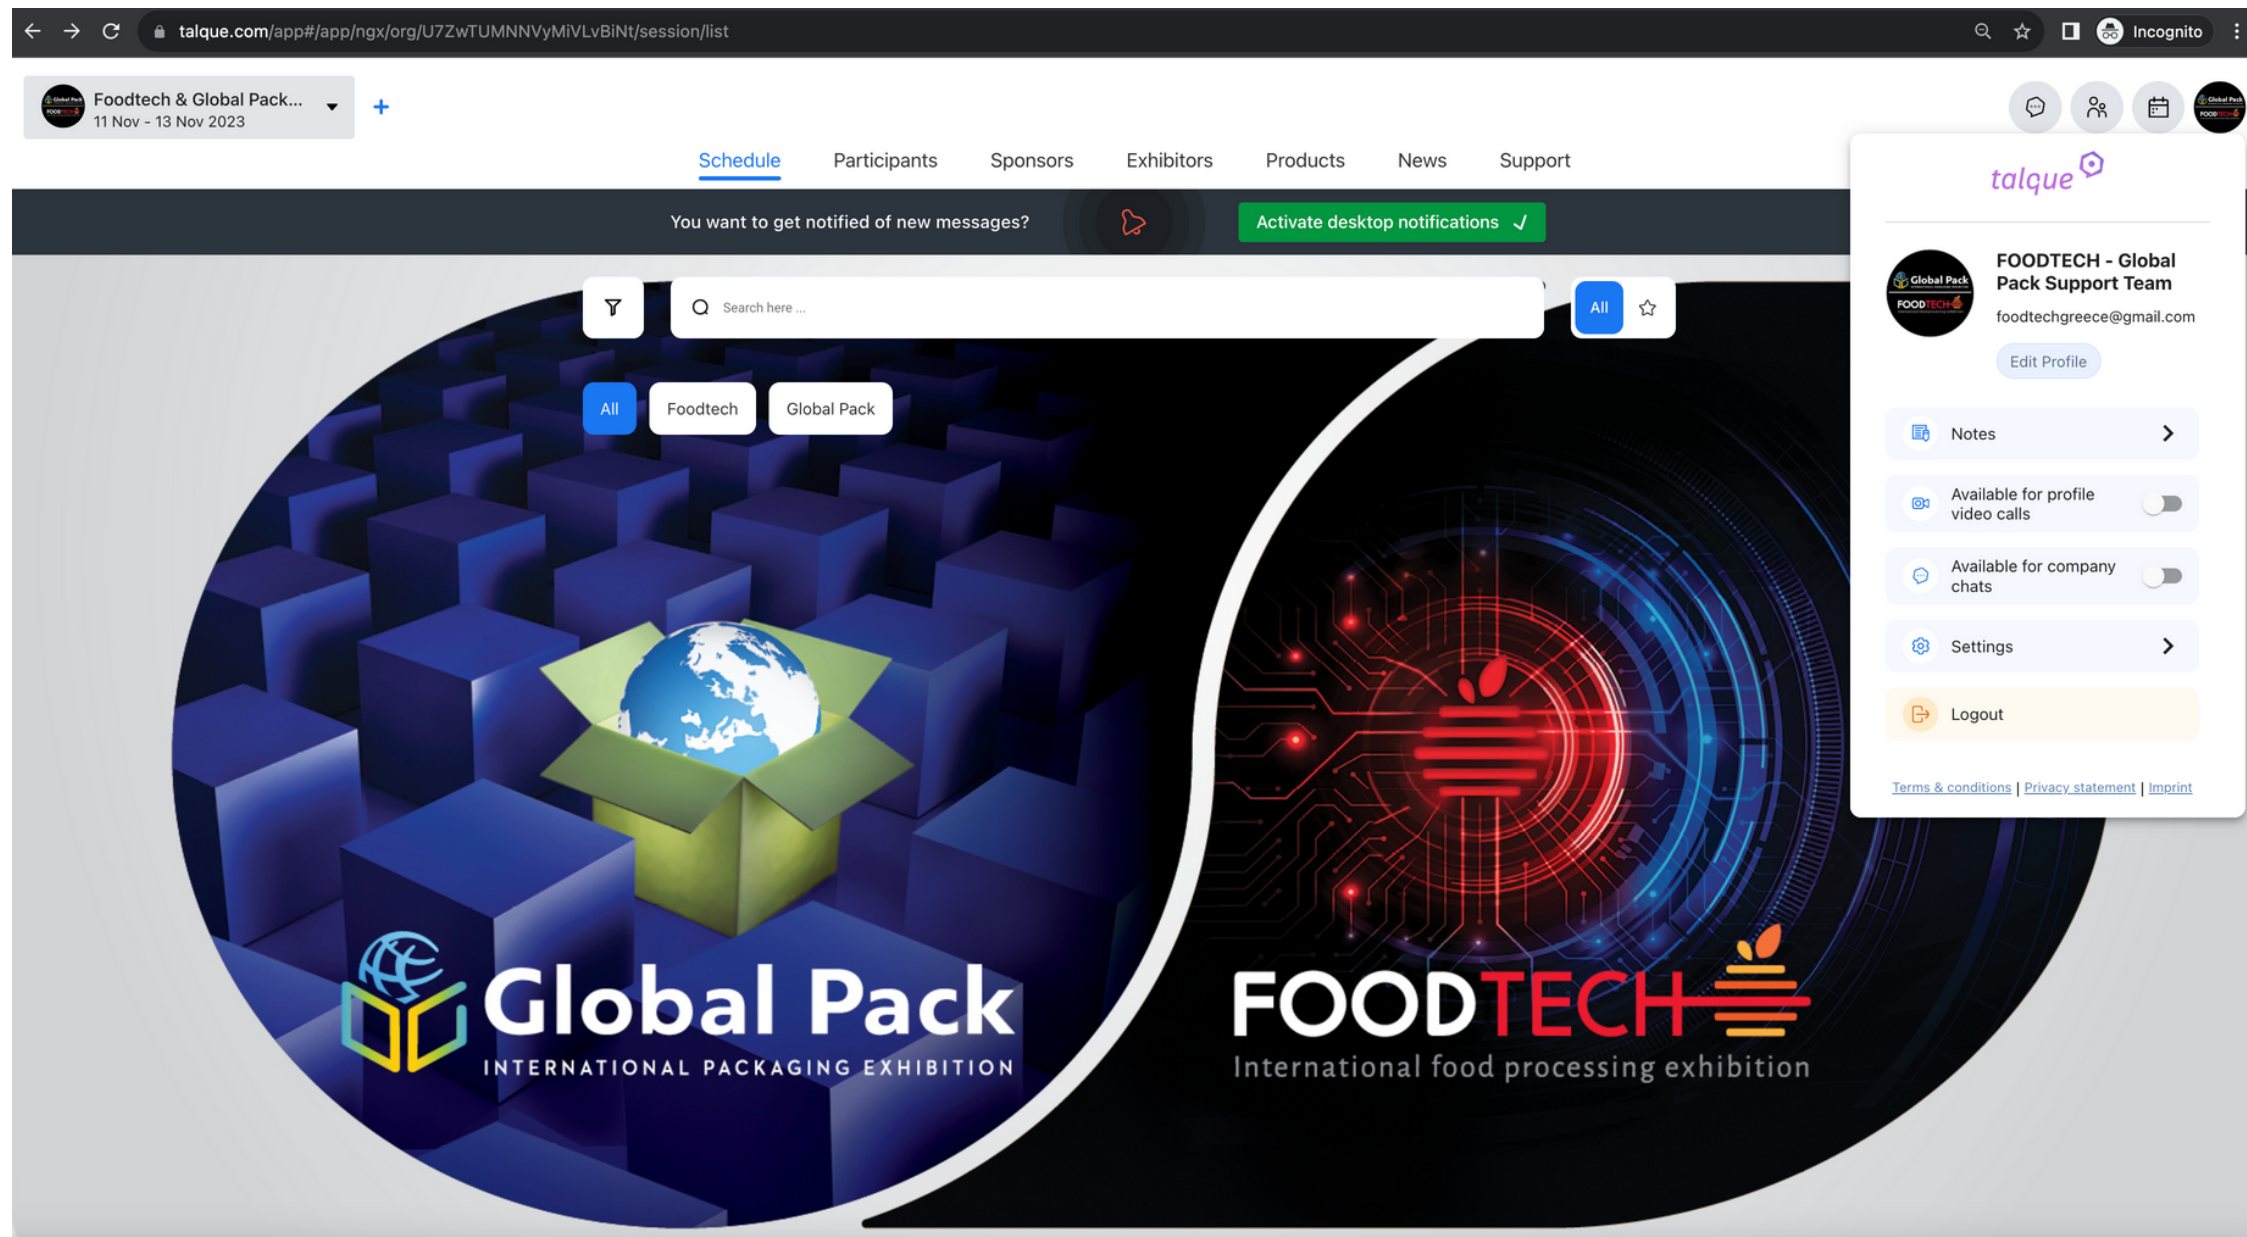 talque.com/app#/app/ngx/org/U7ZwTUMNNVyMiVLvBiNt/session/list
Incognito
Foodtech & Global Pack...
11 Nov - 13 Nov 2023
Schedule
Participants
Sponsors
Exhibitors
Products
News
Support
You want to get notified of new messages?
Activate desktop notifications
Search here ...
All
All
Foodtech
Global Pack
Global Pack
INTERNATIONAL PACKAGING EXHIBITION
FOODTECH
International food processing exhibition
talque
Global Pack
FOODTECH
FOODTECH - Global
Pack Support Team
foodtechgreece@gmail.com
Edit Profile
Notes
Available for profile
video calls
Available for company
chats
Settings
Logout
Terms & conditions | Privacy statement | Imprint